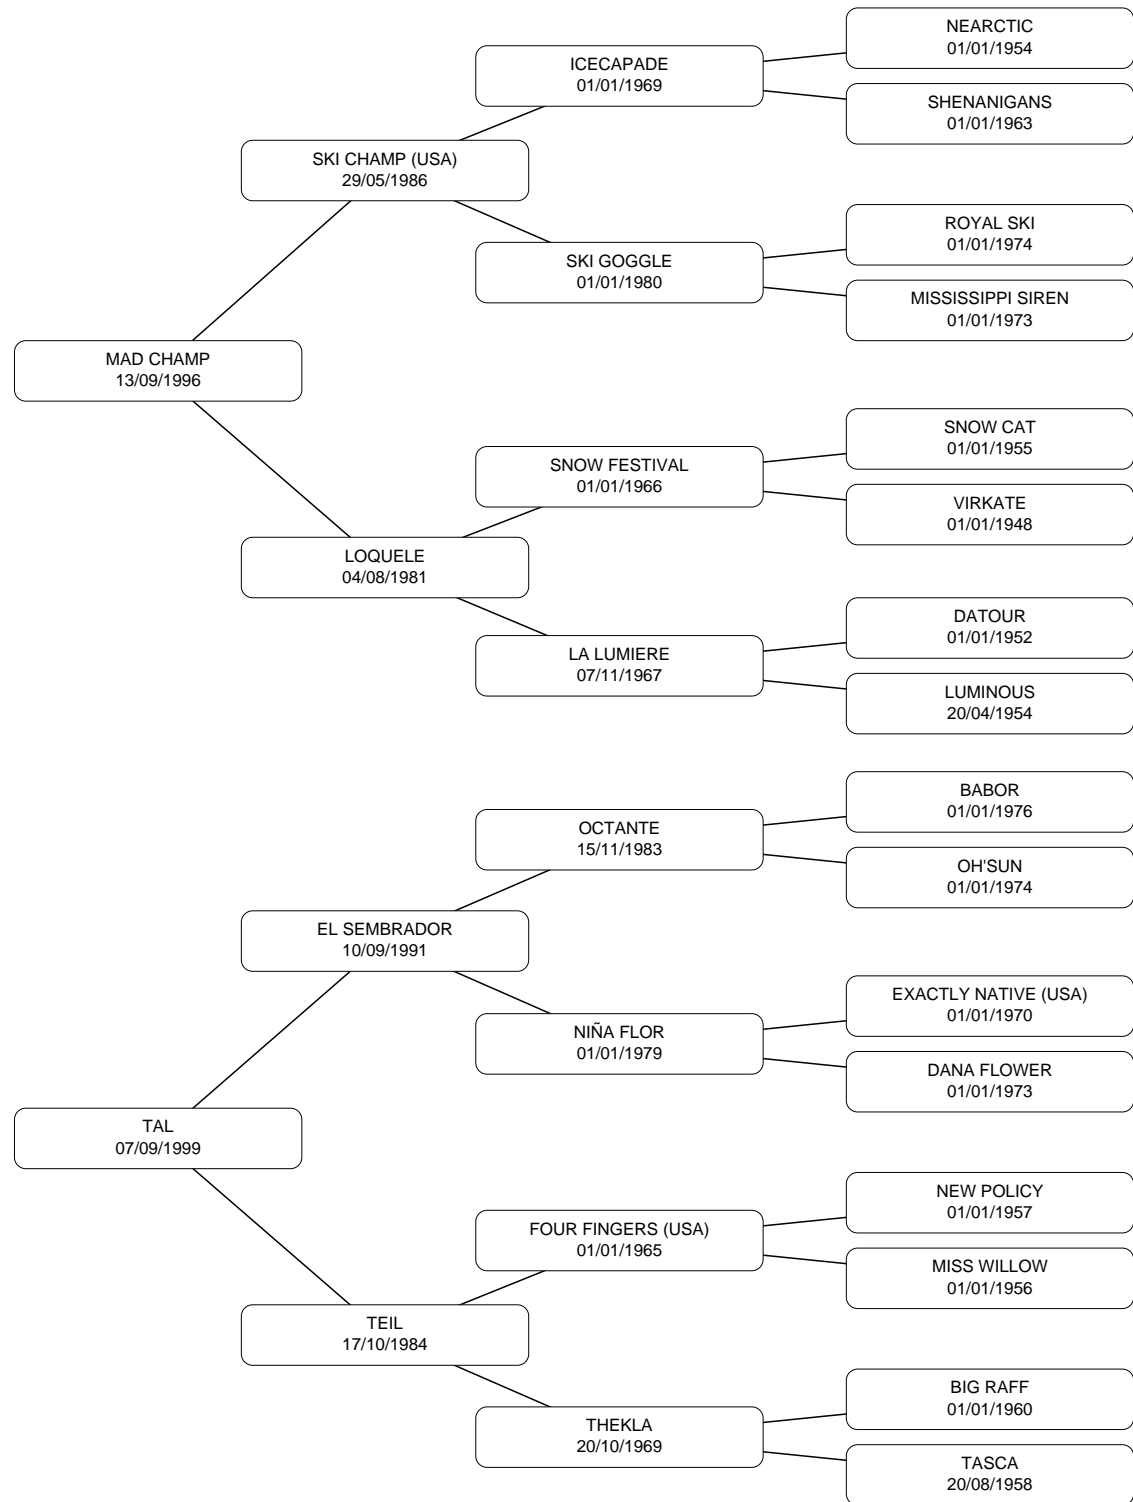 NEARCTIC
01/01/1954
ICECAPADE
01/01/1969
SHENANIGANS
01/01/1963
SKI CHAMP (USA)
29/05/1986
ROYAL SKI
01/01/1974
SKI GOGGLE
01/01/1980
MISSISSIPPI SIREN
01/01/1973
MAD CHAMP
13/09/1996
SNOW CAT
01/01/1955
SNOW FESTIVAL
01/01/1966
VIRKATE
01/01/1948
LOQUELE
04/08/1981
DATOUR
01/01/1952
LA LUMIERE
07/11/1967
LUMINOUS
20/04/1954
BABOR
01/01/1976
OCTANTE
15/11/1983
OH'SUN
01/01/1974
EL SEMBRADOR
10/09/1991
EXACTLY NATIVE (USA)
01/01/1970
NIÑA FLOR
01/01/1979
DANA FLOWER
01/01/1973
TAL
07/09/1999
NEW POLICY
01/01/1957
FOUR FINGERS (USA)
01/01/1965
MISS WILLOW
01/01/1956
TEIL
17/10/1984
BIG RAFF
01/01/1960
THEKLA
20/10/1969
TASCA
20/08/1958